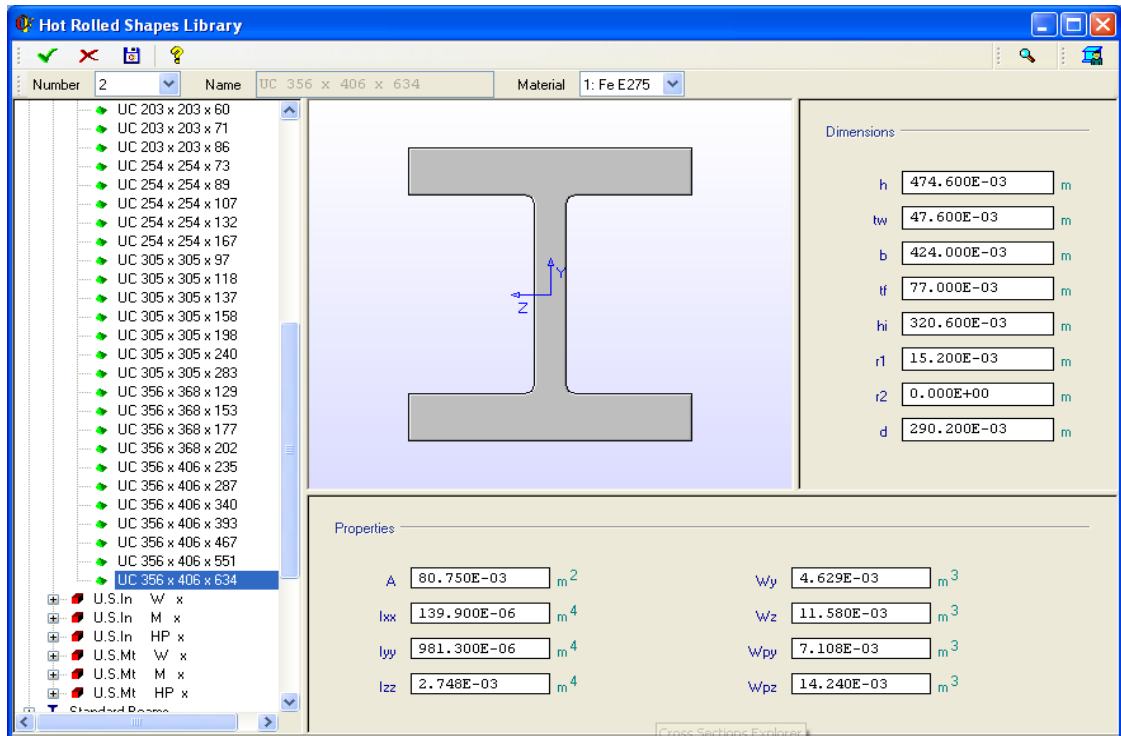 Hot Rolled Shapes Library
Number 2 Name UC 356 x 406 x 634 Material 1: Fe E275
UC 203 x 203 x 60
UC 203 x 203 x 71
UC 203 x 203 x 86
UC 254 x 254 x 73
UC 254 x 254 x 89
UC 254 x 254 x 107
UC 254 x 254 x 132
UC 254 x 254 x 167
UC 305 x 305 x 97
UC 305 x 305 x 118
UC 305 x 305 x 137
UC 305 x 305 x 158
UC 305 x 305 x 198
UC 305 x 305 x 240
UC 305 x 305 x 283
UC 356 x 368 x 129
UC 356 x 368 x 153
UC 356 x 368 x 177
UC 356 x 368 x 202
UC 356 x 406 x 235
UC 356 x 406 x 287
UC 356 x 406 x 340
UC 356 x 406 x 393
UC 356 x 406 x 467
UC 356 x 406 x 551
UC 356 x 406 x 634
U.S.In W x
U.S.In M x
U.S.In HP x
U.S.Mt W x
U.S.Mt M x
U.S.Mt HP x
Standard Beams
Y
Z
Dimensions
h 474.600E-03 m
tw 47.600E-03 m
b 424.000E-03 m
tf 77.000E-03 m
hi 320.600E-03 m
r1 15.200E-03 m
r2 0.000E+00 m
d 290.200E-03 m
Properties
A 80.750E-03 m2 Wy 4.629E-03 m3
Ixx 139.900E-06 m4 Wz 11.580E-03 m3
Iyy 981.300E-06 m4 Wpy 7.108E-03 m3
Izz 2.748E-03 m4 Wpz 14.240E-03 m3
Cross Sections Explorer